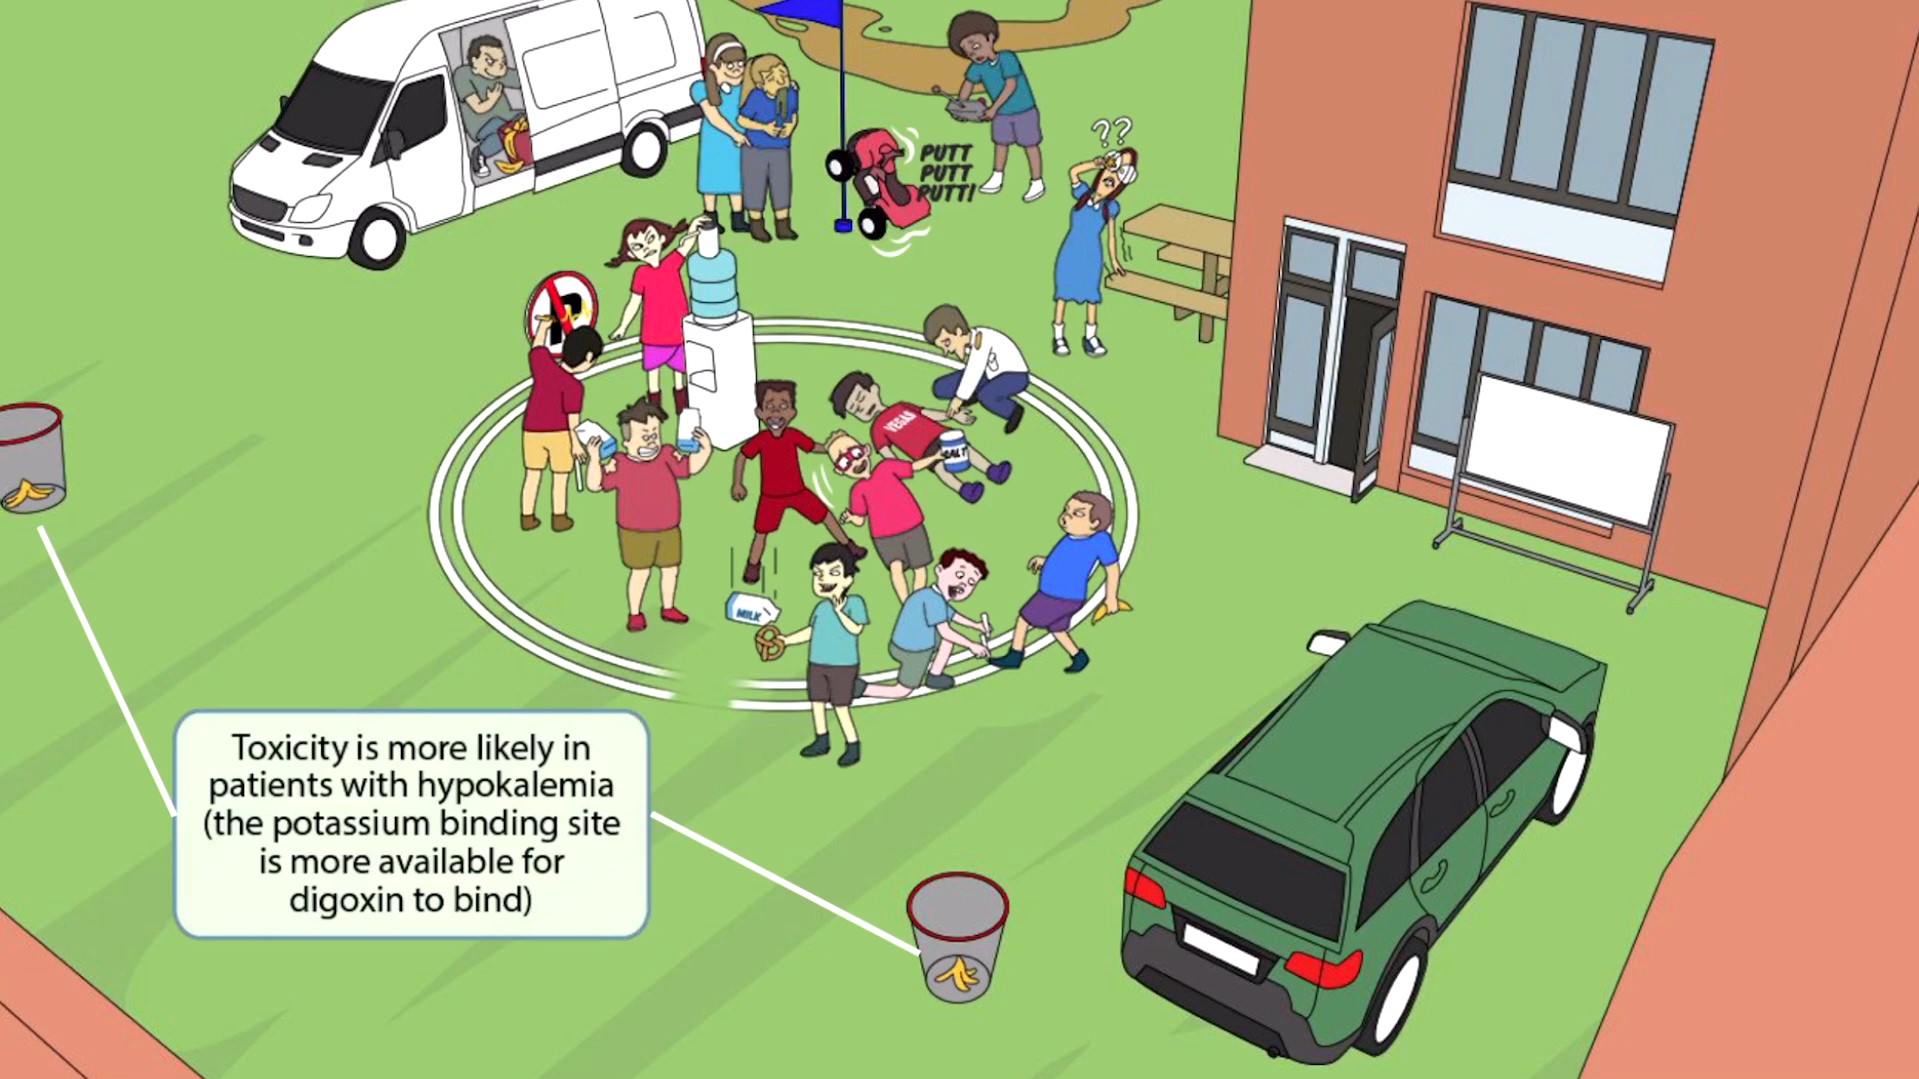 PUTT
PUTT
PUTT!
??
VEGAS
SALT
MILK
Toxicity is more likely in
patients with hypokalemia
(the potassium binding site
is more available for
digoxin to bind)